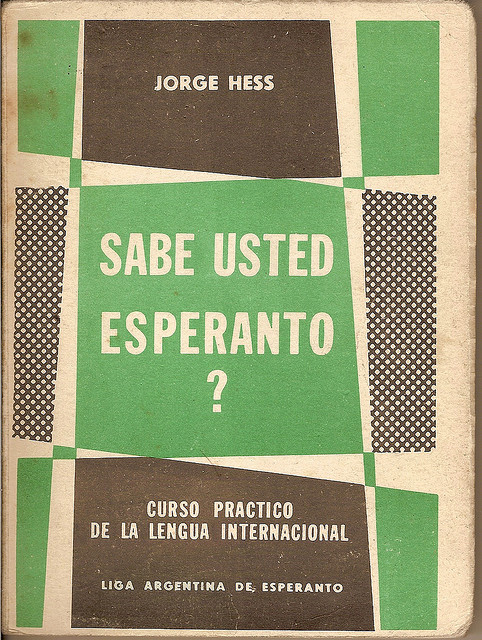 JORGE HESS
SABE USTED
ESPERANTO
?
CURSO PRACTICO
DE LA LENGUA INTERNACIONAL
LIGA ARGENTINA DE, ESPERANTO